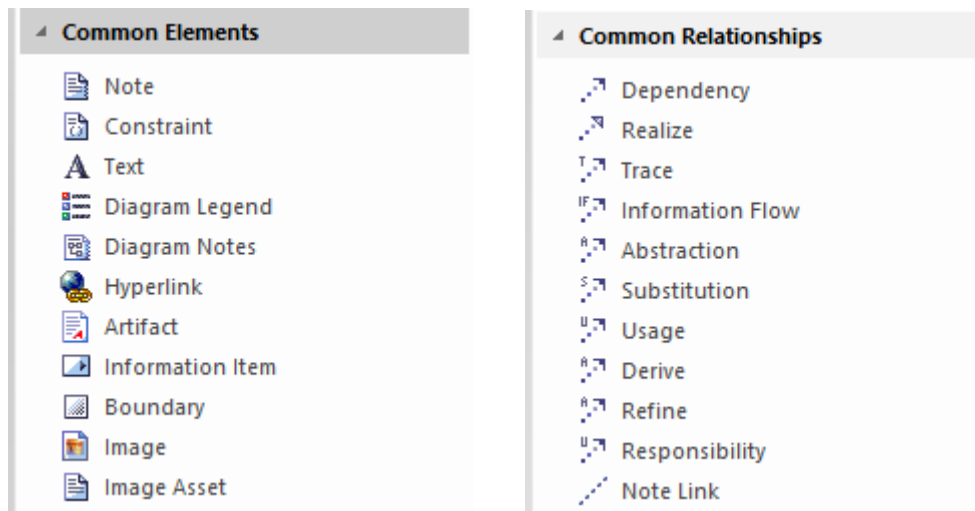 Common Elements
Note
Constraint
Text
Diagram Legend
Diagram Notes
Hyperlink
Artifact
Information Item
Boundary
Image
Image Asset
Common Relationships
Dependency
Realize
Trace
Information Flow
Abstraction
Substitution
Usage
Derive
Refine
Responsibility
Note Link